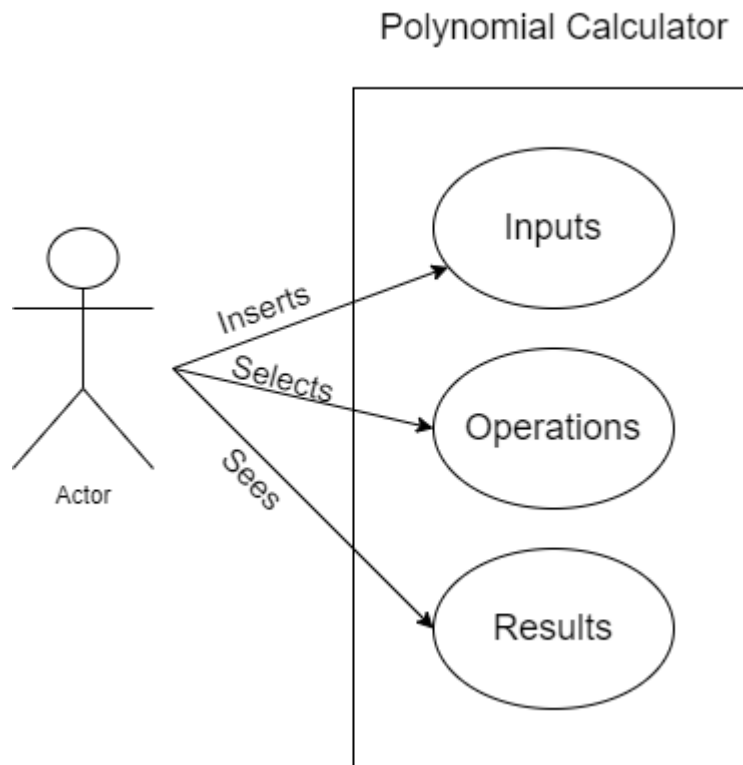 Polynomial Calculator
Inputs
Inserts
Selects
Operations
Sees
Actor
Results